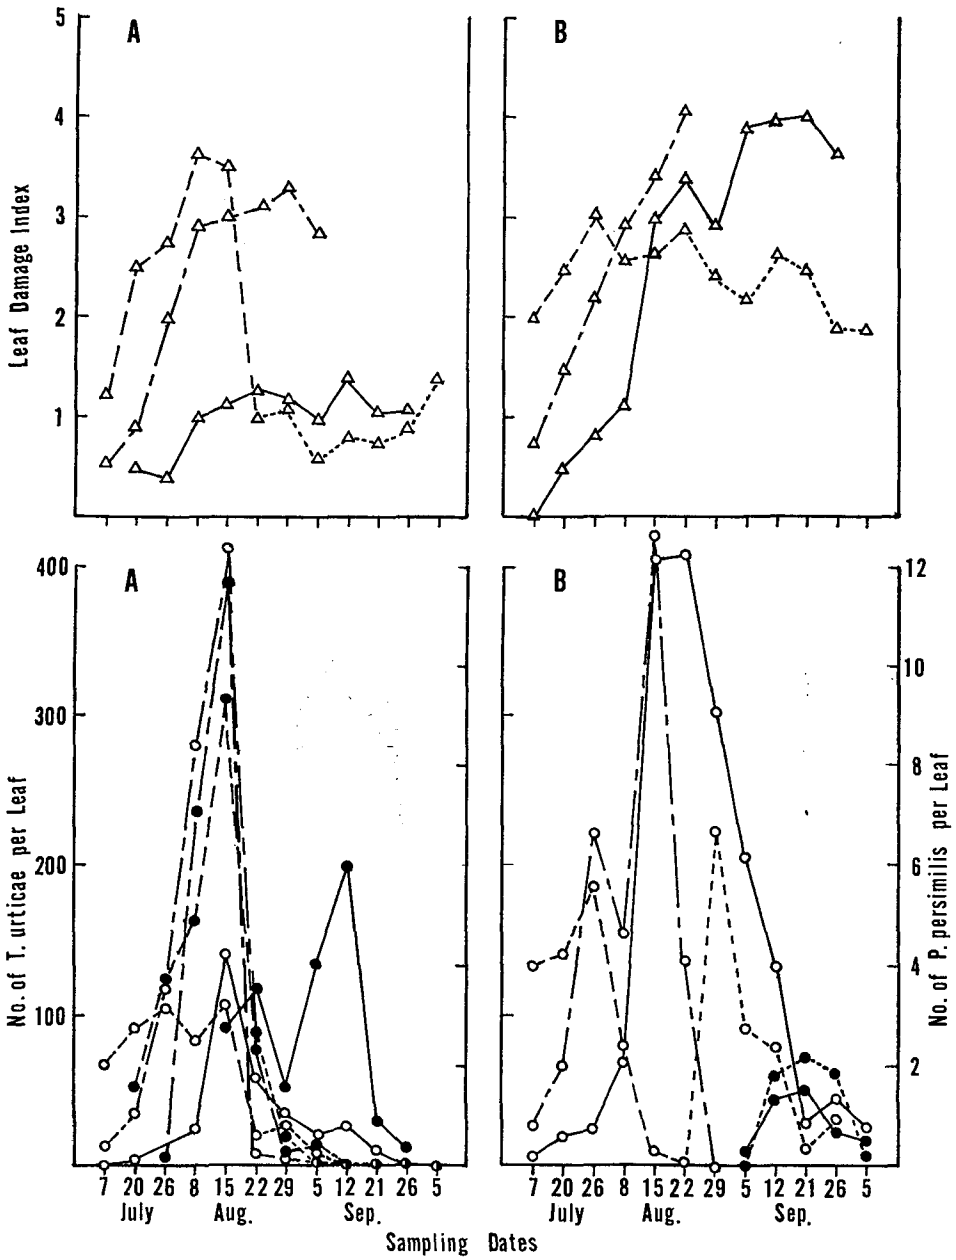 A
B
5
4
3
2
1
Leaf Damage Index
A
B
400
300
200
100
No. of T. urticae per Leaf
12
10
8
6
4
2
No. of P. persimilis per Leaf
7 20 26 8 15 22 29 5 12 21 26 5
July Aug. Sep.
7 20 26 8 15 22 29 5 12 21 26 5
July Aug. Sep.
Sampling Dates